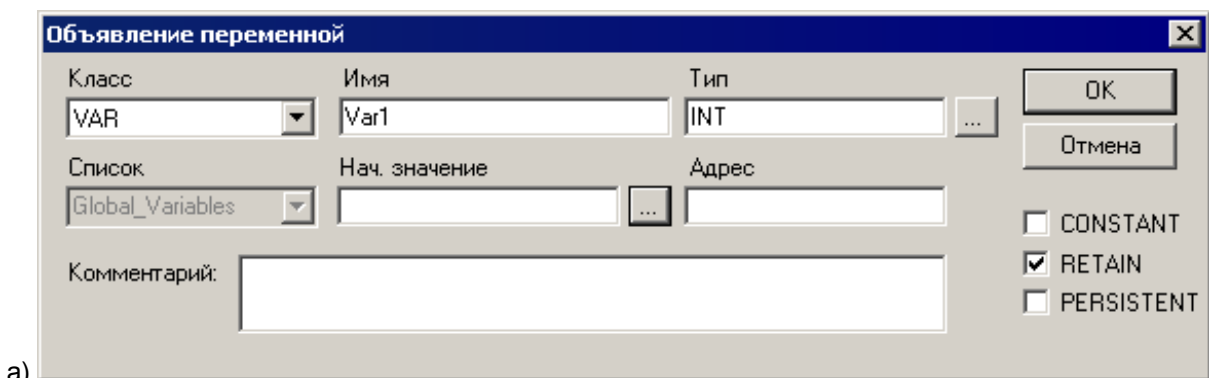 Объявление переменной
Класс Имя Тип
VAR Var1 INT ... OK
Отмена
Список Нач. значение Адрес
Global_Variables ...
CONSTANT
Комментарий: RETAIN
PERSISTENT
а)